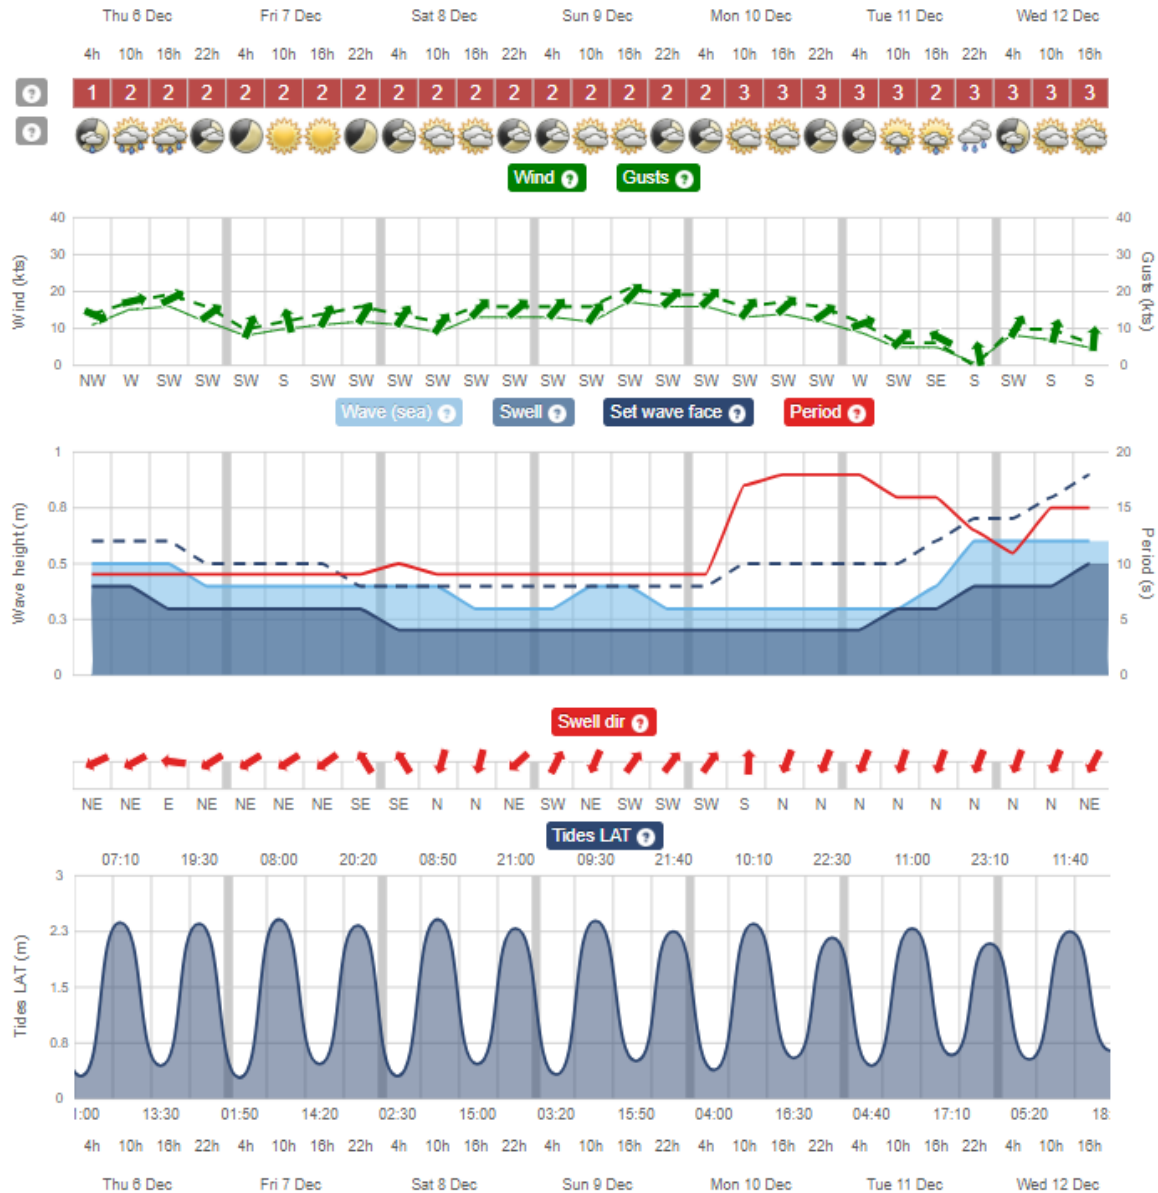 Thu 6 Dec Fri 7 Dec Sat 8 Dec Sun 9 Dec Mon 10 Dec Tue 11 Dec Wed 12 Dec
4h 10h 16h 22h 4h 10h 16h 22h 4h 10h 16h 22h 4h 10h 16h 22h 4h 10h 16h 22h 4h 10h 16h 22h 4h 10h 16h
? 1 2 2 2 2 2 2 2 2 2 2 2 2 2 2 2 2 3 3 3 3 3 2 3 3 3 3
?
Wind ? Gusts ?
40 40
30 30
20 20
10 10
0 0
Wind (kts)
Gusts (kts)
NW W SW SW SW S SW SW SW SW SW SW SW SW SW SW SW SW SW SW W SW SE S SW S S
Wave (sea) ? Swell ? Set wave face ? Period ?
1 20
0.8 15
0.5 10
0.3 5
0 0
Wave height (m)
Period (s)
Swell dir ?
NE NE E NE NE NE NE SE SE N N NE SW NE SW SW SW S N N N N N N N N NE
Tides LAT ?
07:10 19:30 08:00 20:20 08:50 21:00 09:30 21:40 10:10 22:30 11:00 23:10 11:40
3
2.3
1.5
0.8
0
Tides LAT (m)
1:00 13:30 01:50 14:20 02:30 15:00 03:20 15:50 04:00 16:30 04:40 17:10 05:20 18:
4h 10h 16h 22h 4h 10h 16h 22h 4h 10h 16h 22h 4h 10h 16h 22h 4h 10h 16h 22h 4h 10h 16h 22h 4h 10h 16h
Thu 6 Dec Fri 7 Dec Sat 8 Dec Sun 9 Dec Mon 10 Dec Tue 11 Dec Wed 12 Dec